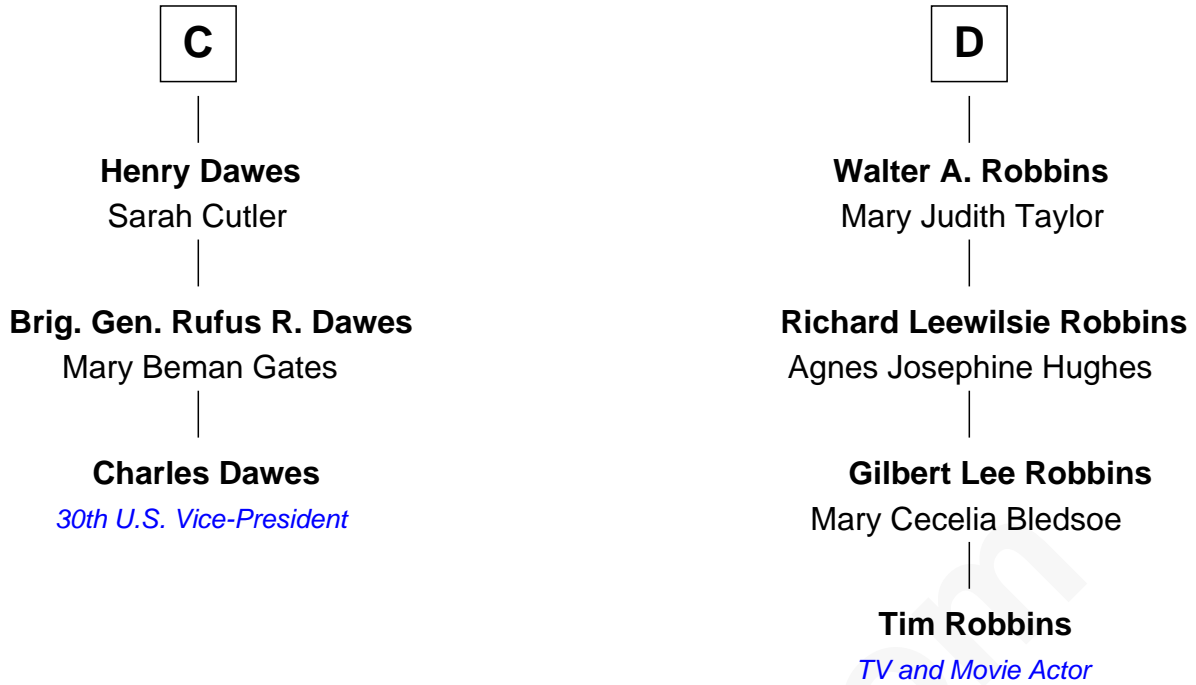 C
Henry Dawes
Sarah Cutler
Brig. Gen. Rufus R. Dawes
Mary Beman Gates
Charles Dawes
30th U.S. Vice-President
D
Walter A. Robbins
Mary Judith Taylor
Richard Leewilsie Robbins
Agnes Josephine Hughes
Gilbert Lee Robbins
Mary Cecelia Bledsoe
Tim Robbins
TV and Movie Actor